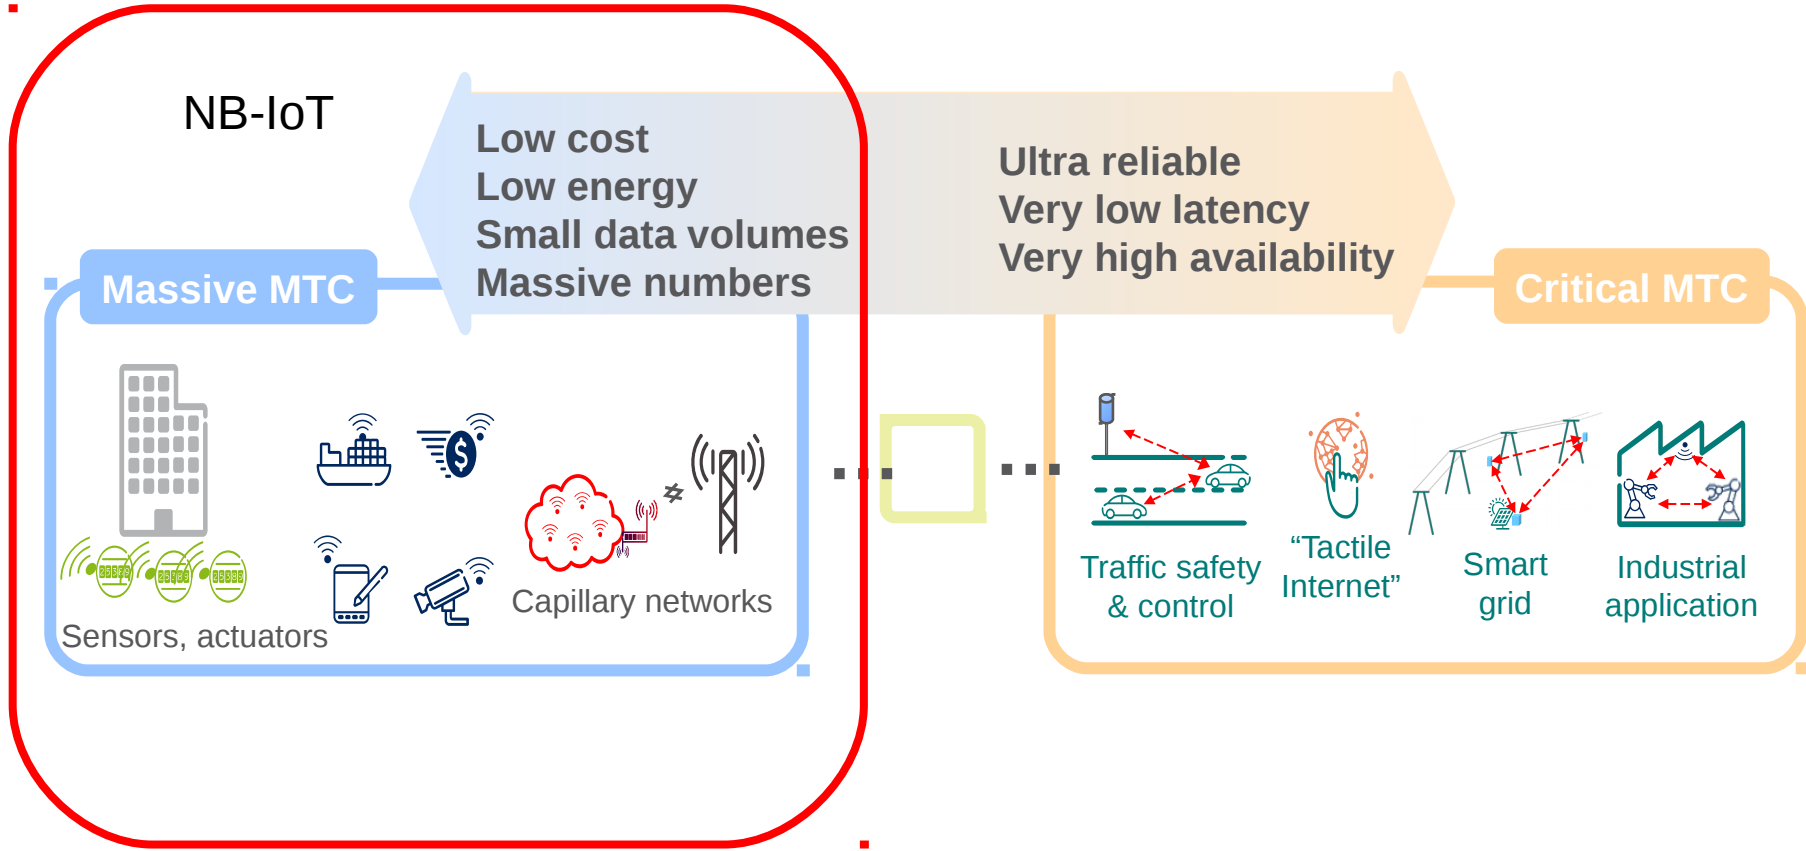 NB-IoT
Low cost
Low energy
Small data volumes
Massive numbers
Ultra reliable
Very low latency
Very high availability
Massive MTC
Critical MTC
$
Sensors, actuators
Capillary networks
Traffic safety
& control
“Tactile
Internet”
Smart
grid
Industrial
application